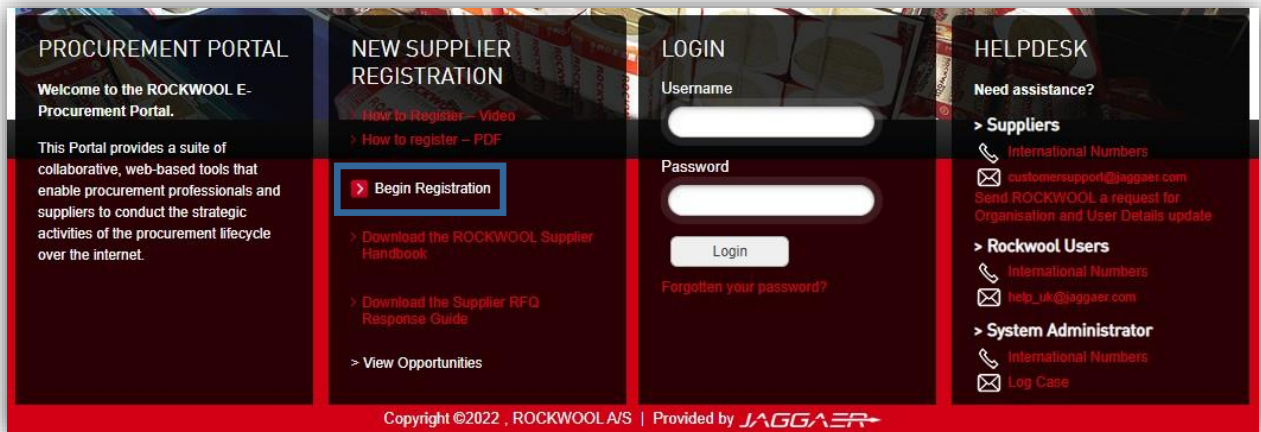 PROCUREMENT PORTAL
Welcome to the ROCKWOOL E-
Procurement Portal.
This Portal provides a suite of
collaborative, web-based tools that
enable procurement professionals and
suppliers to conduct the strategic
activities of the procurement lifecycle
over the internet.
NEW SUPPLIER
REGISTRATION
> How to Register – Video
> How to register – PDF
> Begin Registration
> Download the ROCKWOOL Supplier
Handbook
> Download the Supplier RFQ
Response Guide
> View Opportunities
LOGIN
Username
Password
Login
Forgotten your password?
HELPDESK
Need assistance?
> Suppliers
International Numbers
customersupport@jaggaer.com
Send ROCKWOOL a request for
Organisation and User Details update
> Rockwool Users
International Numbers
help_uk@jaggaer.com
> System Administrator
International Numbers
Log Case
Copyright ©2022 , ROCKWOOL A/S | Provided by JAGGAER